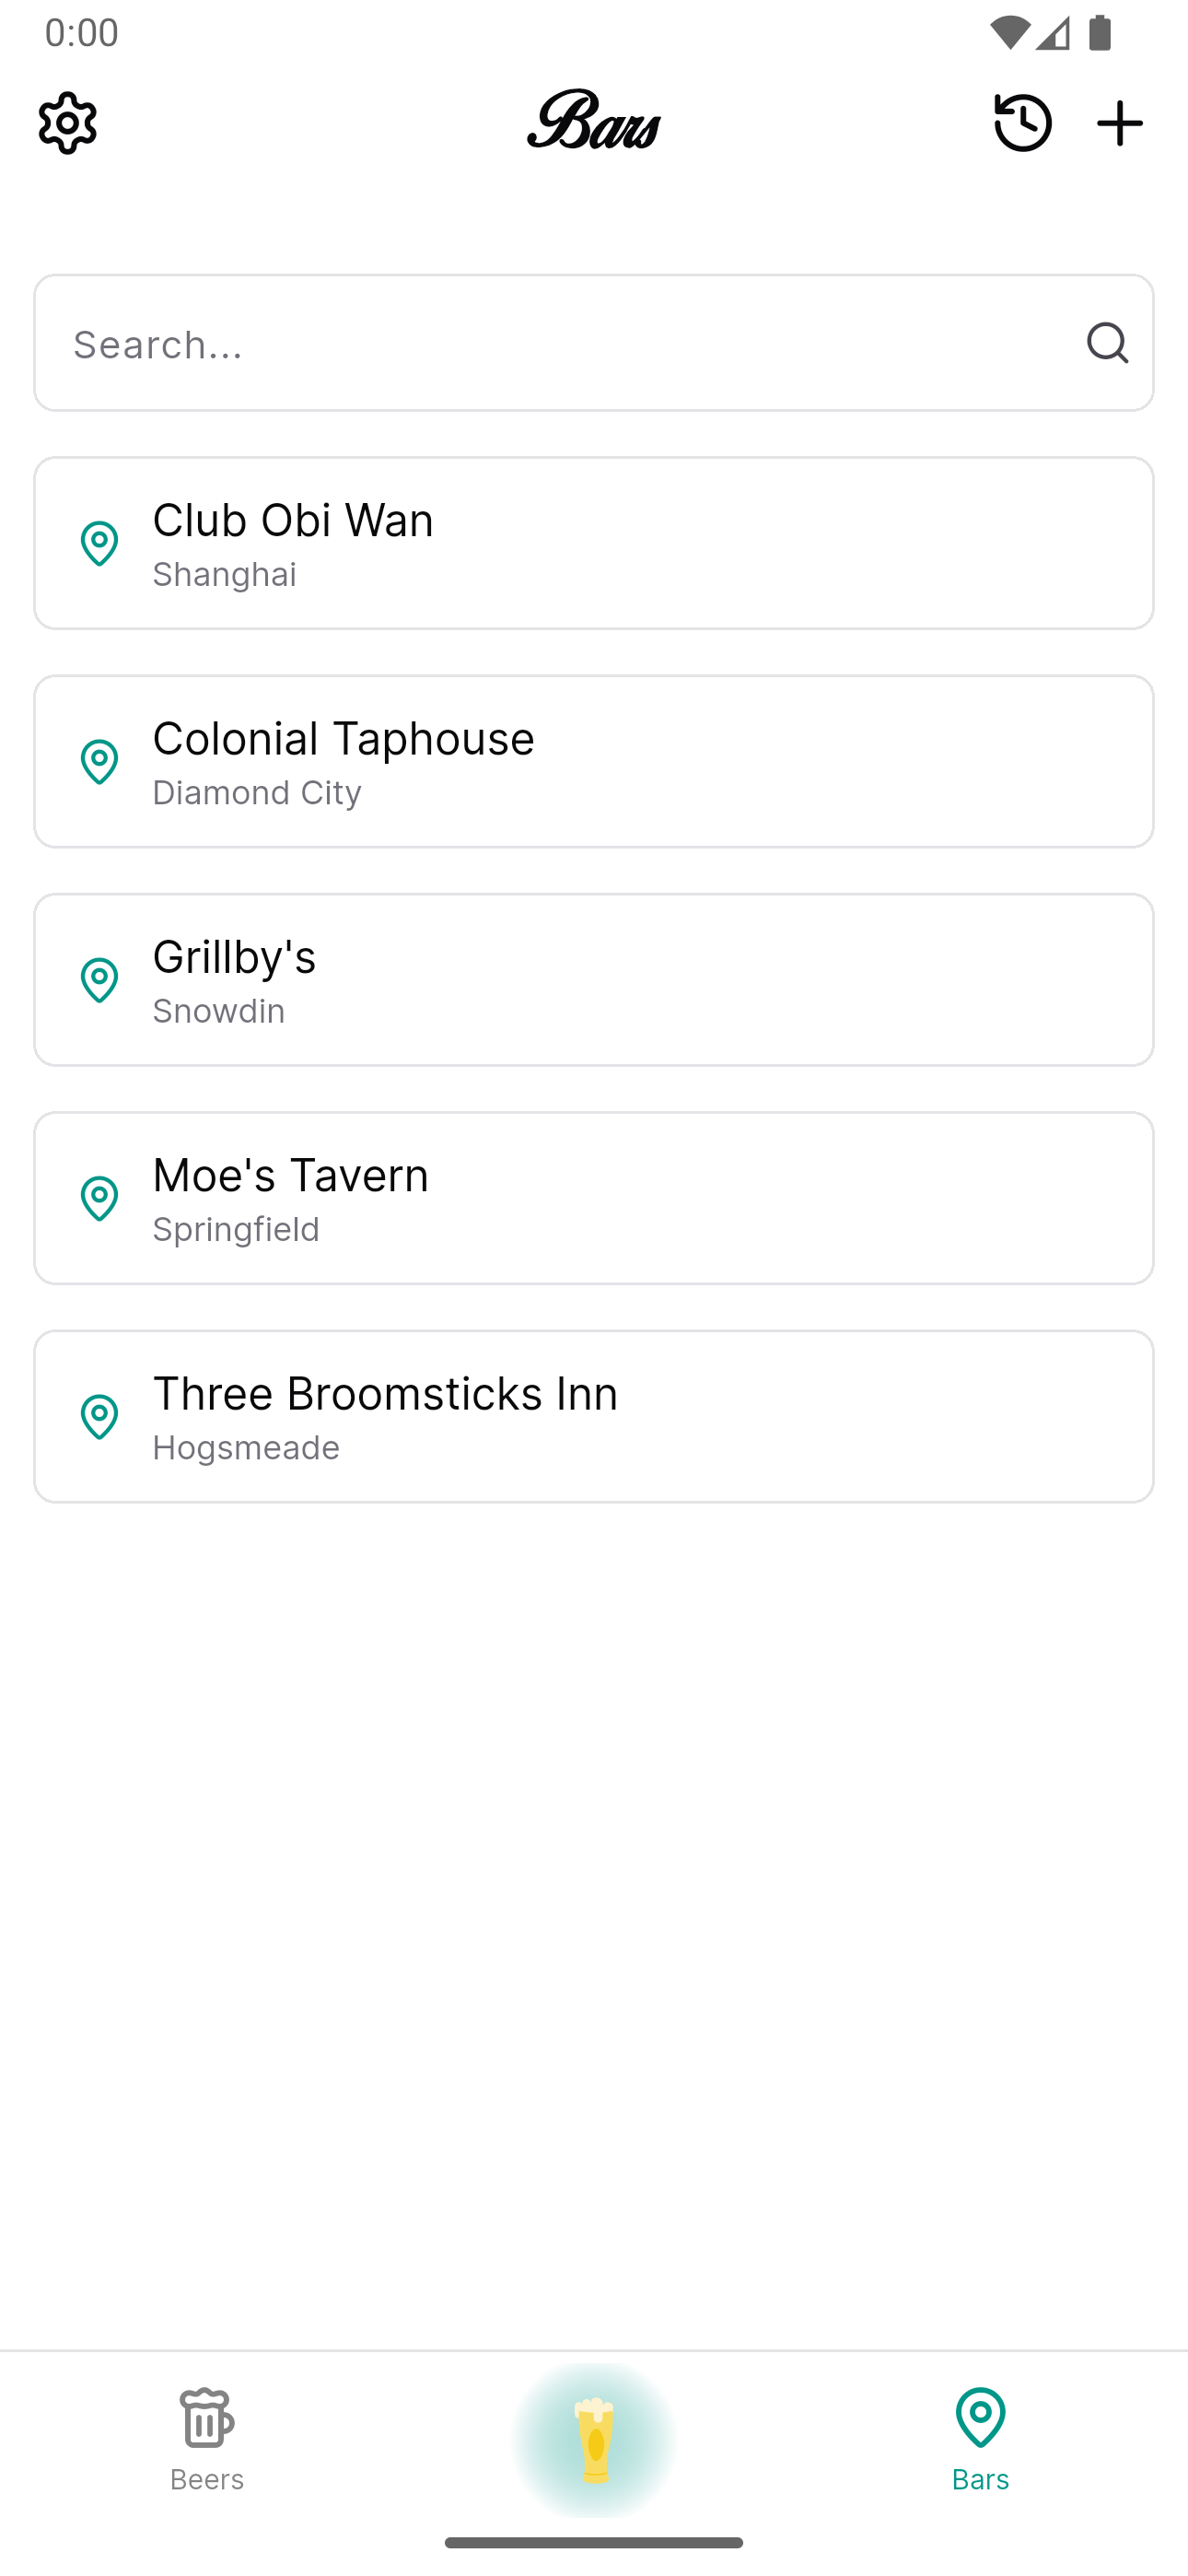 0:00
Bars
Search...
Club Obi Wan
Shanghai
Colonial Taphouse
Diamond City
Grillby's
Snowdin
Moe's Tavern
Springfield
Three Broomsticks Inn
Hogsmeade
Beers
Bars